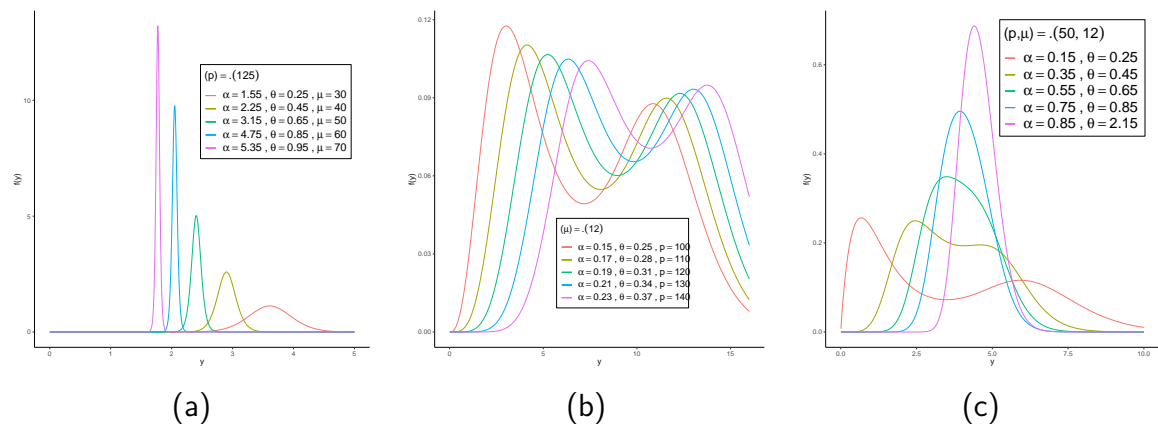 f(y)
10
5
0
0
1
2
3
4
5
y
(p) = .(125)
α = 1.55 , θ = 0.25 , μ = 30
α = 2.25 , θ = 0.45 , μ = 40
α = 3.15 , θ = 0.65 , μ = 50
α = 4.75 , θ = 0.85 , μ = 60
α = 5.35 , θ = 0.95 , μ = 70
(a)
f(y)
0.12
0.09
0.06
0.03
0.00
0
5
10
15
y
(μ) = .(12)
α = 0.15 , θ = 0.25 , p = 100
α = 0.17 , θ = 0.28 , p = 110
α = 0.19 , θ = 0.31 , p = 120
α = 0.21 , θ = 0.34 , p = 130
α = 0.23 , θ = 0.37 , p = 140
(b)
f(y)
0.6
0.4
0.2
0.0
0.0
2.5
5.0
7.5
10.0
y
(p,μ) = .(50, 12)
α = 0.15 , θ = 0.25
α = 0.35 , θ = 0.45
α = 0.55 , θ = 0.65
α = 0.75 , θ = 0.85
α = 0.85 , θ = 2.15
(c)